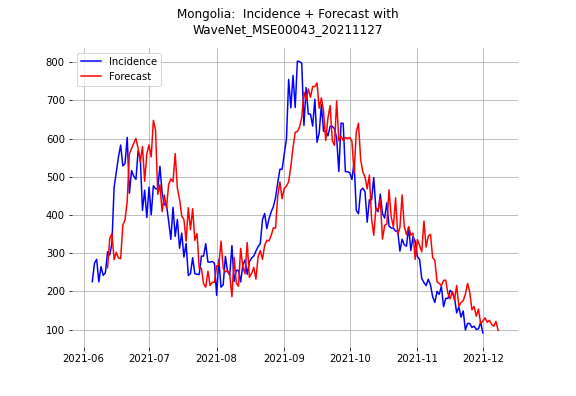 Mongolia:  Incidence + Forecast with
WaveNet_MSE00043_20211127
Incidence
Forecast
800
700
600
500
400
300
200
100
2021-06 2021-07 2021-08 2021-09 2021-10 2021-11 2021-12